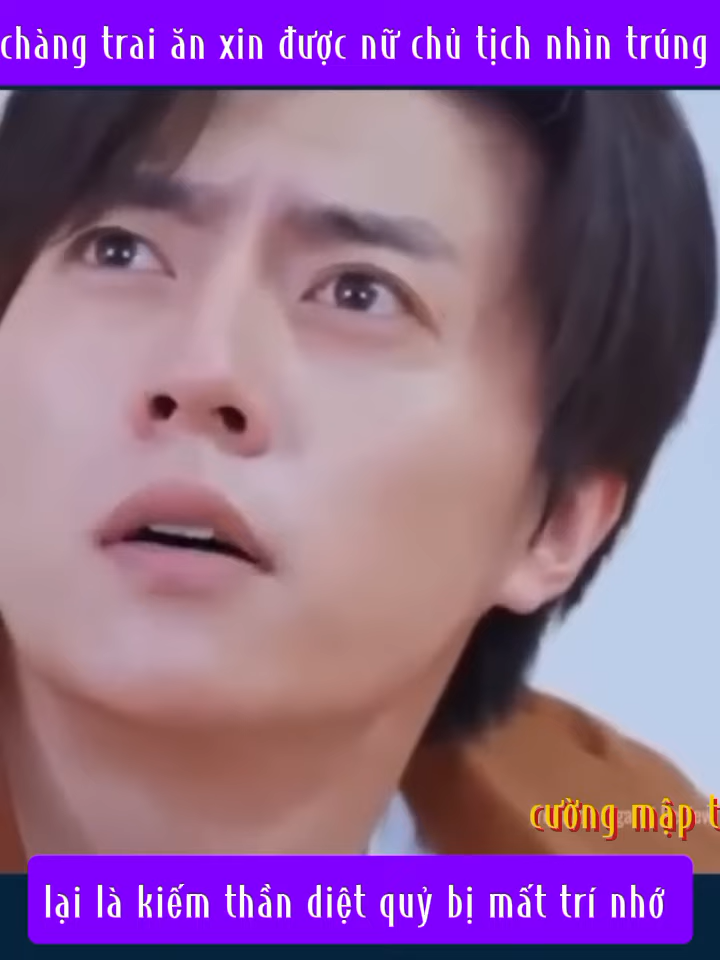 chàng trai ăn xin được nữ chủ tịch nhìn trúng
cường mập
lại là kiếm thần diệt quỷ bị mất trí nhớ